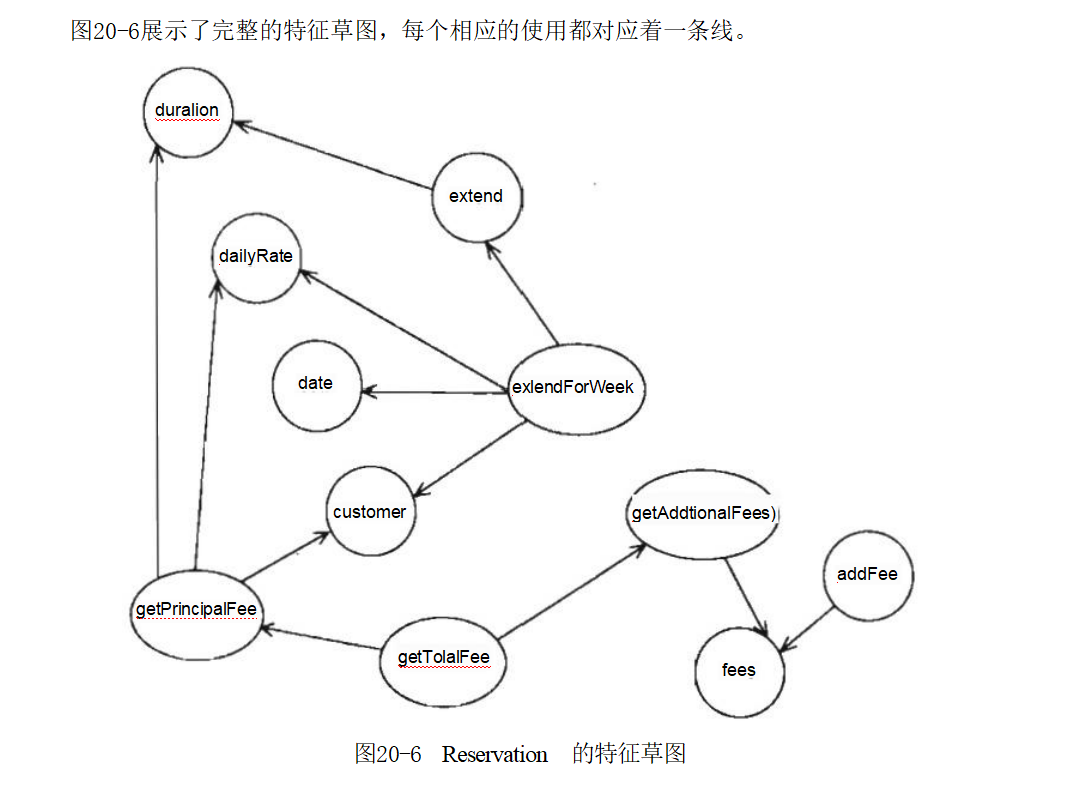 图20-6展示了完整的特征草图，每个相应的使用都对应着一条线。
duralion
extend
dailyRate
date
exlendForWeek
customer
getAddtionalFees)
addFee
getPrincipalFee
getTolalFee
fees
图20-6 Reservation 的特征草图